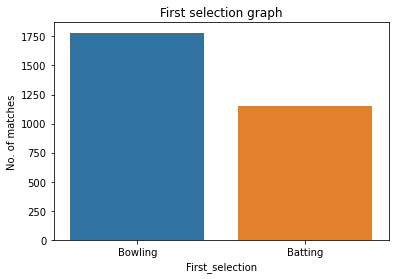 First selection graph
No. of matches
1750
1500
1250
1000
750
500
250
0
Bowling Batting
First_selection